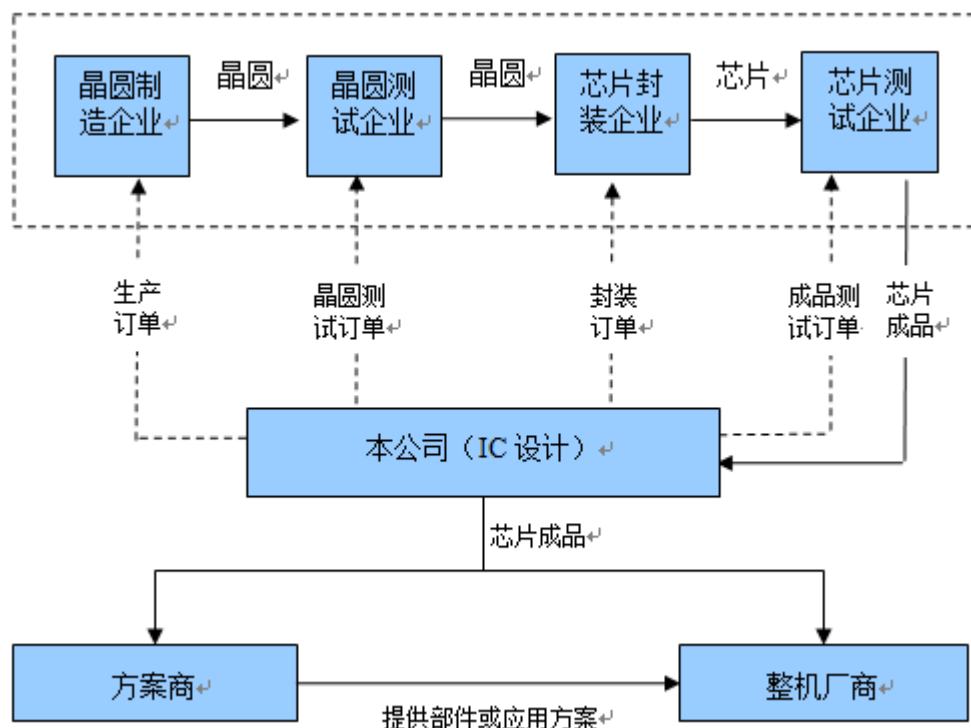 晶圆制
造企业
晶圆
晶圆测
试企业
晶圆
芯片封
装企业
芯片
芯片测
试企业
生产
订单
晶圆测
试订单
封装
订单
成品测
试订单
芯片
成品
本公司（IC 设计）
芯片成品
方案商
整机厂商
提供部件或应用方案